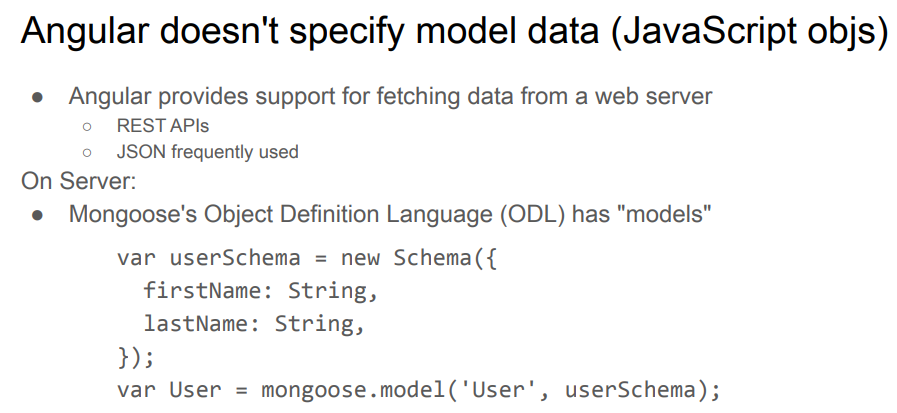 Angular doesn't specify model data (JavaScript objs)
● Angular provides support for fetching data from a web server
○ REST APIs
○ JSON frequently used
On Server:
● Mongoose's Object Definition Language (ODL) has "models"
var userSchema = new Schema({
firstName: String,
lastName: String,
});
var User = mongoose.model('User', userSchema);